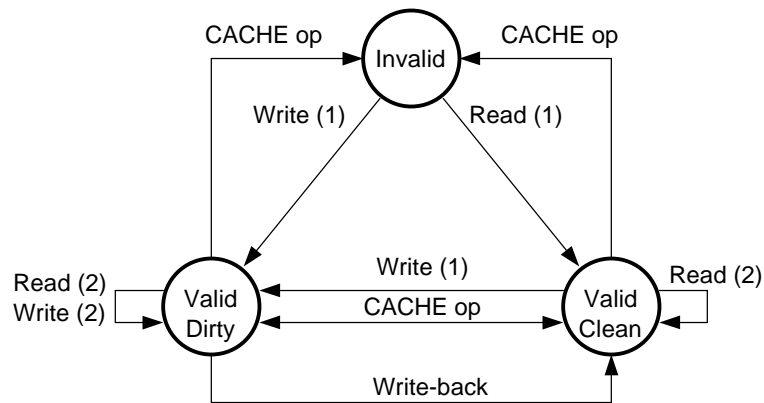 CACHE op
CACHE op
Invalid
Write (1)
Read (1)
Read (2)
Write (2)
Valid
Dirty
Write (1)
CACHE op
Valid
Clean
Read (2)
Write-back